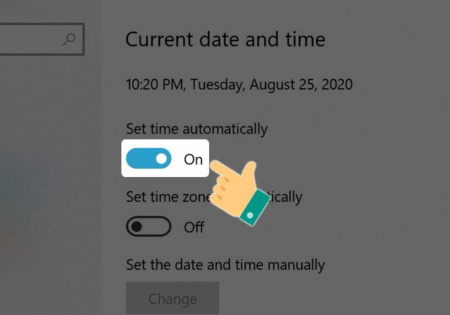 Current date and time
10:20 PM, Tuesday, August 25, 2020
Set time automatically
On
Set time zone tically
Off
Set the date and time manually
Change